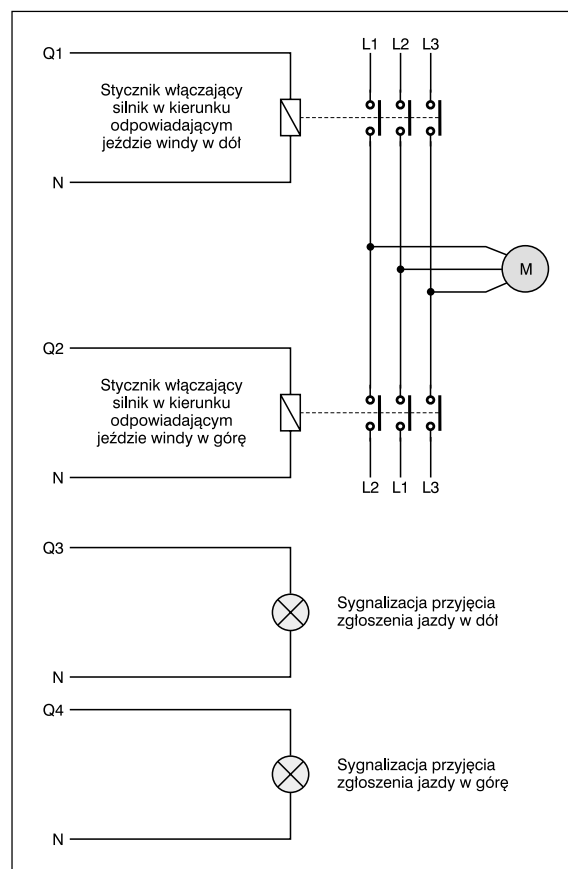 Q1
L1 L2 L3
Stycznik włączający
silnik w kierunku
odpowiadającym
jeździe windy w dół
N
M
Q2
Stycznik włączający
silnik w kierunku
odpowiadającym
jeździe windy w górę
N
L2 L1 L3
Q3
Sygnalizacja przyjęcia
zgłoszenia jazdy w dół
N
Q4
Sygnalizacja przyjęcia
zgłoszenia jazdy w górę
N